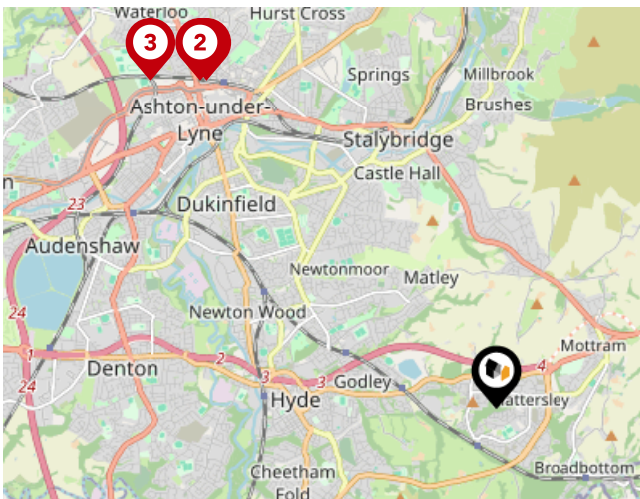 Waterloo
Hurst Cross
3
2
Springs
Millbrook
Brushes
Ashton-under-
Lyne
Stalybridge
Castle Hall
n
23
Dukinfield
Audenshaw
Newtonmoor
Matley
24
Newton Wood
1
2
Mottram
24
Denton
3
3
Godley
4
Hyde
attersley
Broadbottom
Cheetham
Fold